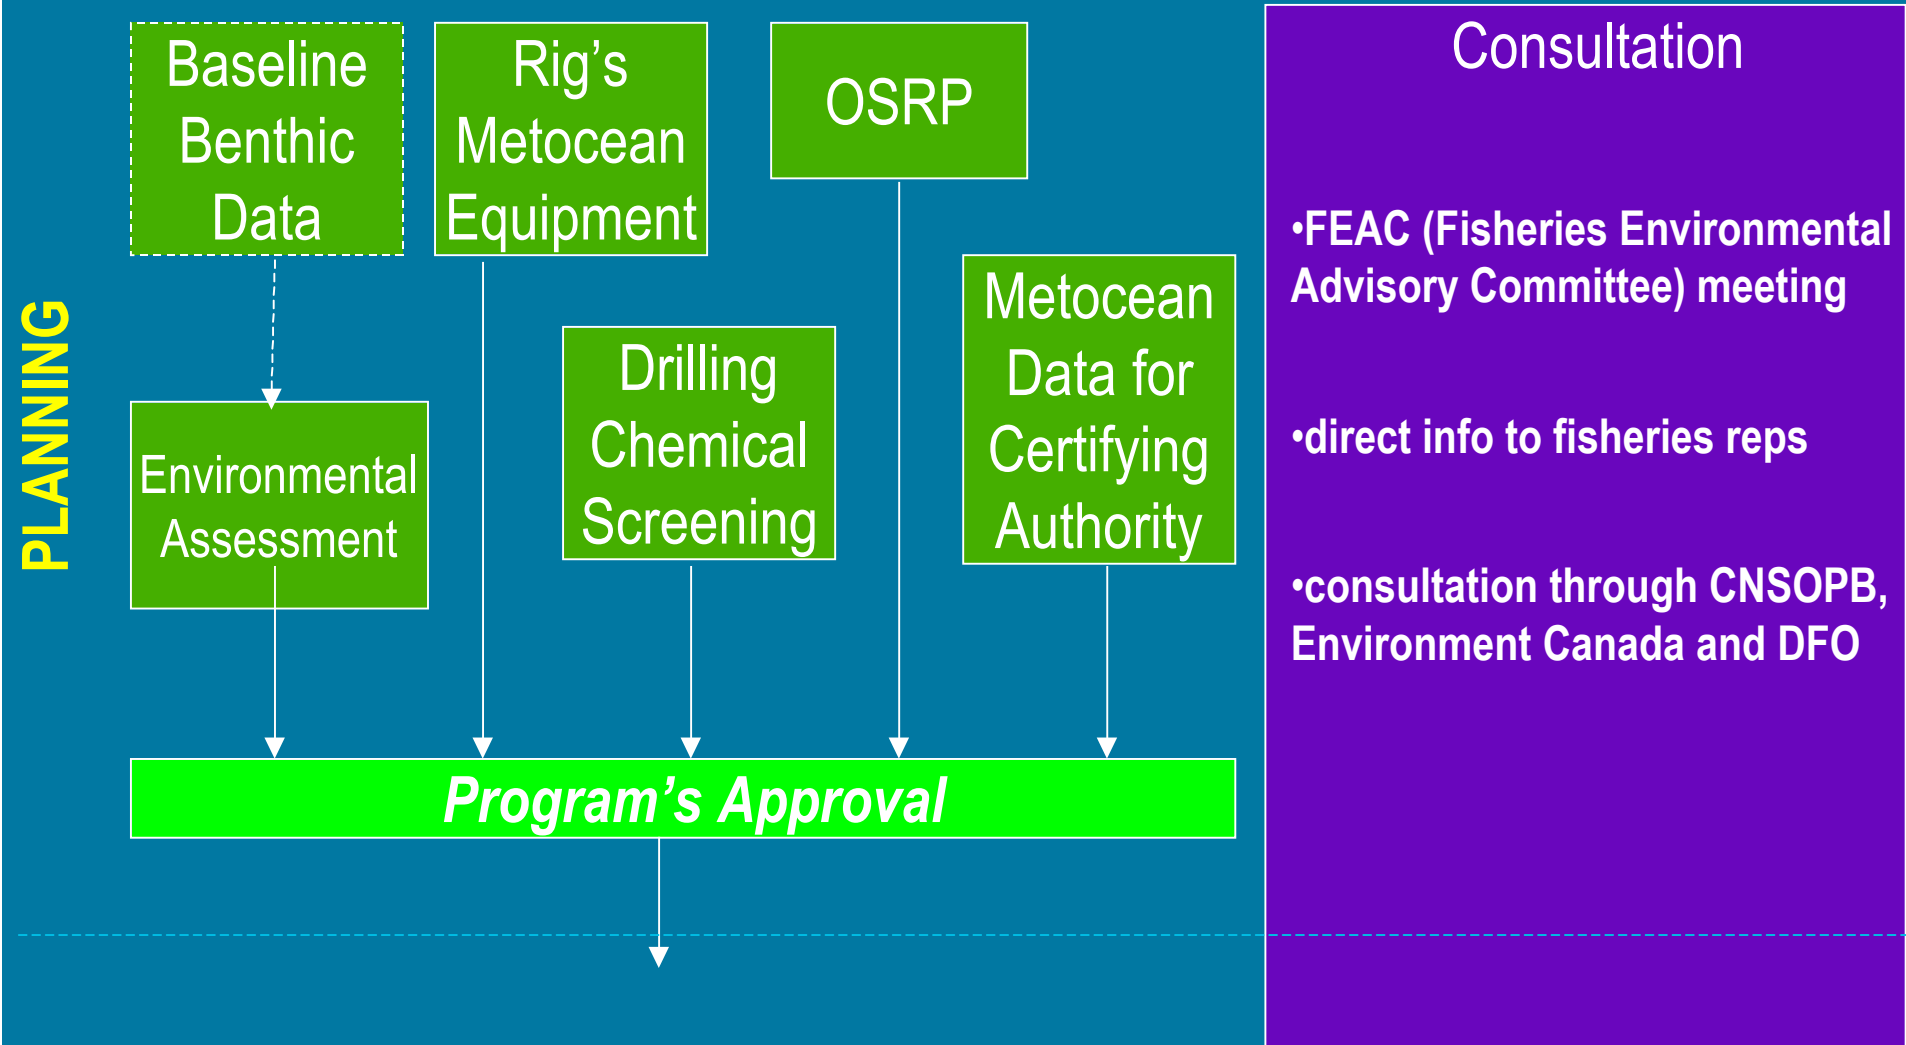 PLANNING
Baseline
Benthic
Data
Rig’s
Metocean
Equipment
OSRP
Environmental
Assessment
Drilling
Chemical
Screening
Metocean
Data for
Certifying
Authority
Program’s Approval
Consultation
•FEAC (Fisheries Environmental
Advisory Committee) meeting
•direct info to fisheries reps
•consultation through CNSOPB,
Environment Canada and DFO